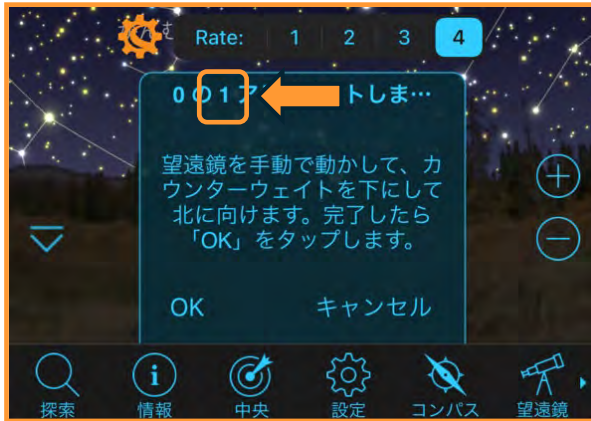 Rate: 1 2 3 4
0 の 1 ア トしま…
望遠鏡を手動で動かして、カ
ウンターウェイトを下にして
北に向けます。完了したら
「OK」をタップします。
OK キャンセル
探索 情報 中央 設定 コンパス 望遠鏡